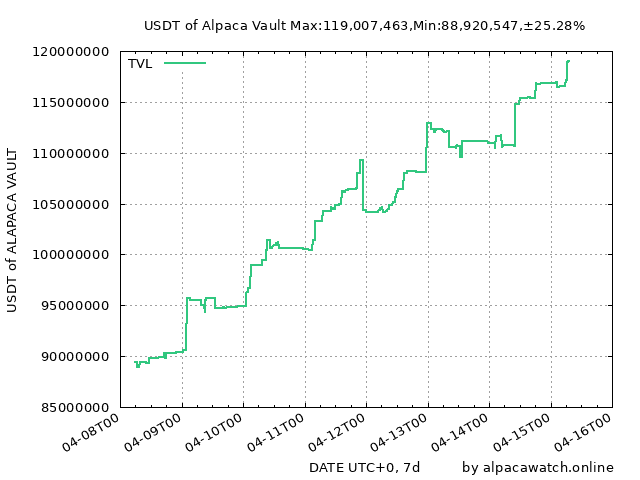 USDT of Alpaca Vault Max:119,007,463,Min:88,920,547,±25.28%
TVL
120000000
115000000
110000000
105000000
100000000
95000000
90000000
85000000
USDT of ALAPACA VAULT
04-08T00
04-09T00
04-10T00
04-11T00
04-12T00
04-13T00
04-14T00
04-15T00
04-16T00
DATE UTC+0, 7d
by alpacawatch.online